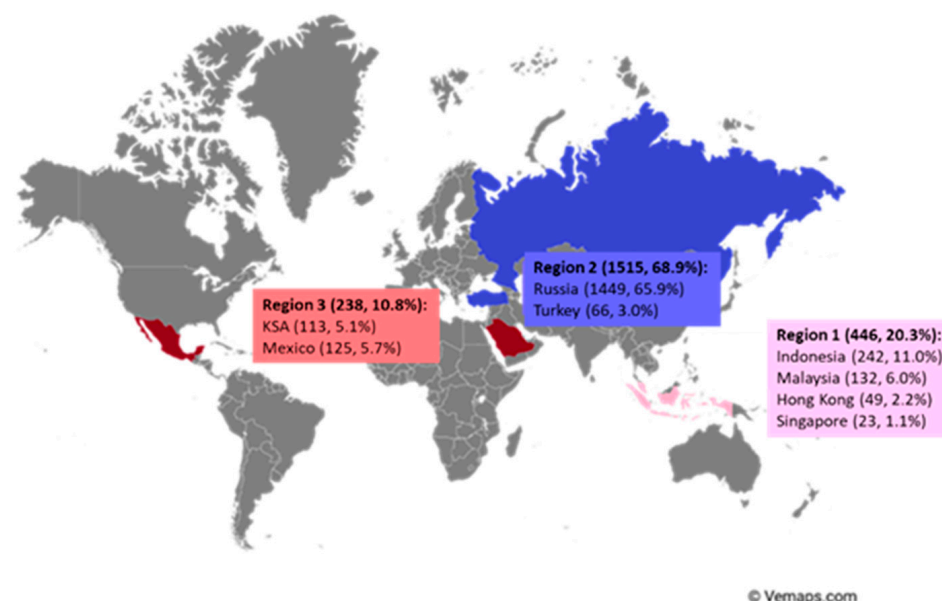 Region 2 (1515, 68.9%):
Russia (1449, 65.9%)
Turkey (66, 3.0%)
Region 3 (238, 10.8%):
KSA (113, 5.1%)
Mexico (125, 5.7%)
Region 1 (446, 20.3%):
Indonesia (242, 11.0%)
Malaysia (132, 6.0%)
Hong Kong (49, 2.2%)
Singapore (23, 1.1%)
© Vemaps.com